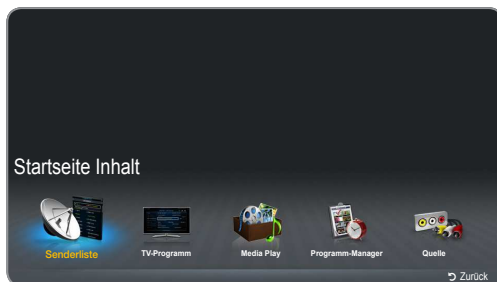 Startseite Inhalt
Senderliste TV-Programm Media Play Programm-Manager Quelle
Zurück